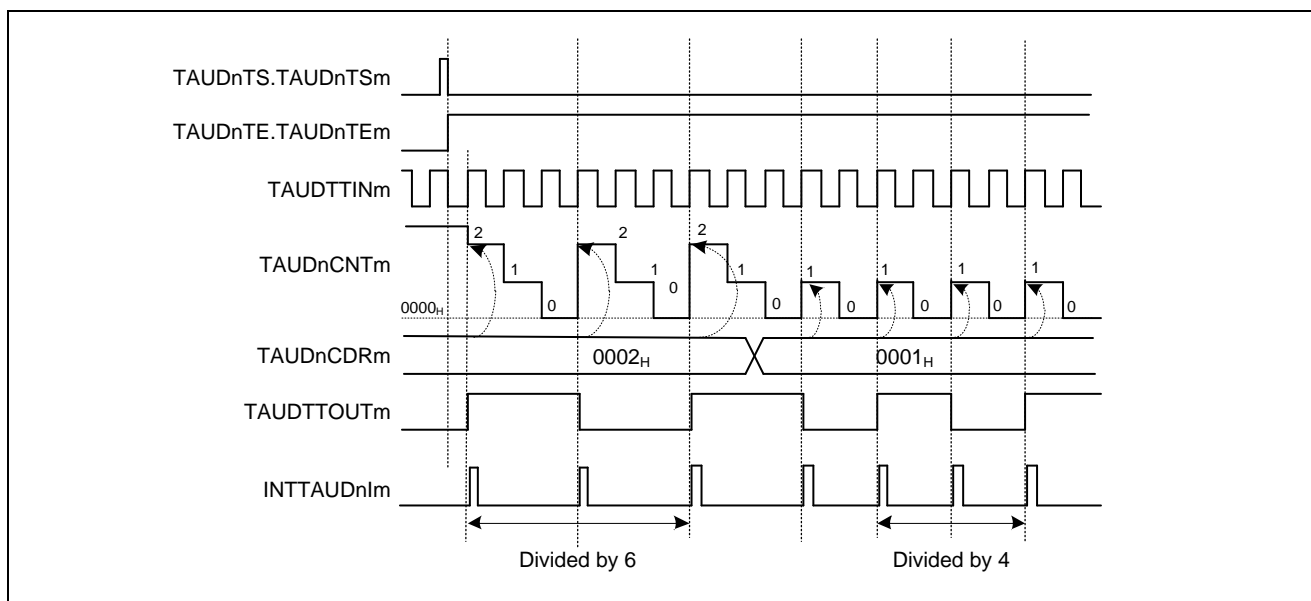 TAUDnTS.TAUDnTSm
TAUDnTE.TAUDnTEm
TAUDTTINm
2 2 2
TAUDnCNTm
1 1 1 1 1 1 1
0 0 0 0 0 0 0
0000H
TAUDnCDRm
0002H 0001H
TAUDTTOUTm
INTTAUDnIm
Divided by 6 Divided by 4